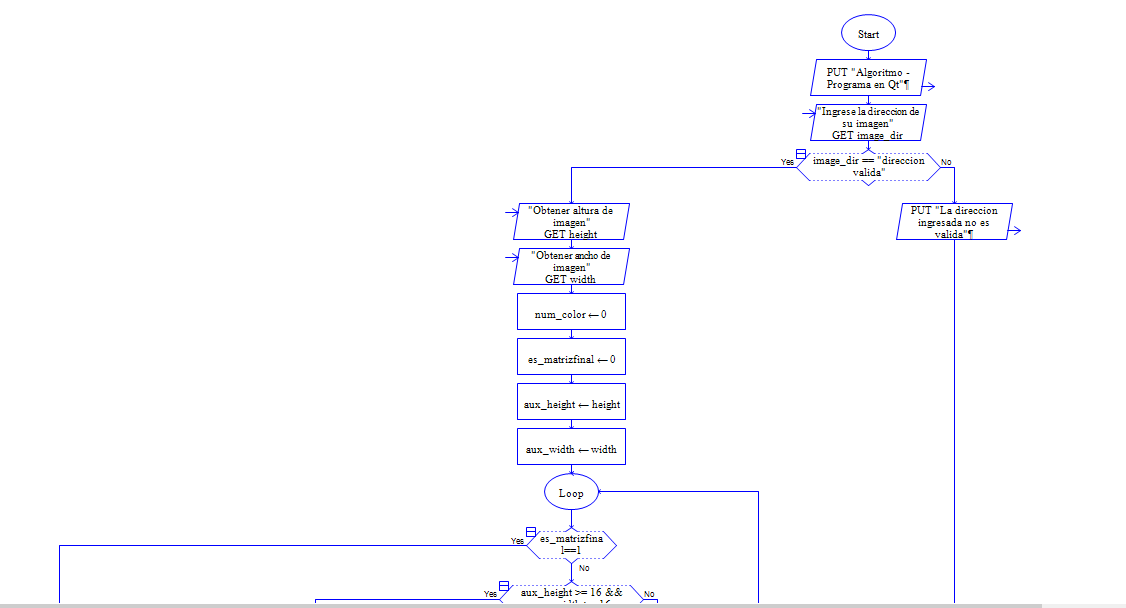 Start
PUT "Algoritmo -
Programa en Qt"¶
"Ingrese la direccion de
su imagen"
GET image_dir
Yes
image_dir == "direccion
valida"
No
"Obtener altura de
imagen"
GET height
PUT "La direccion
ingresada no es
valida"¶
"Obtener ancho de
imagen"
GET width
num_color ← 0
es_matrizfinal ← 0
aux_height ← height
aux_width ← width
Loop
Yes
es_matrizfina
l==1
No
Yes
aux_height >= 16 &&
No